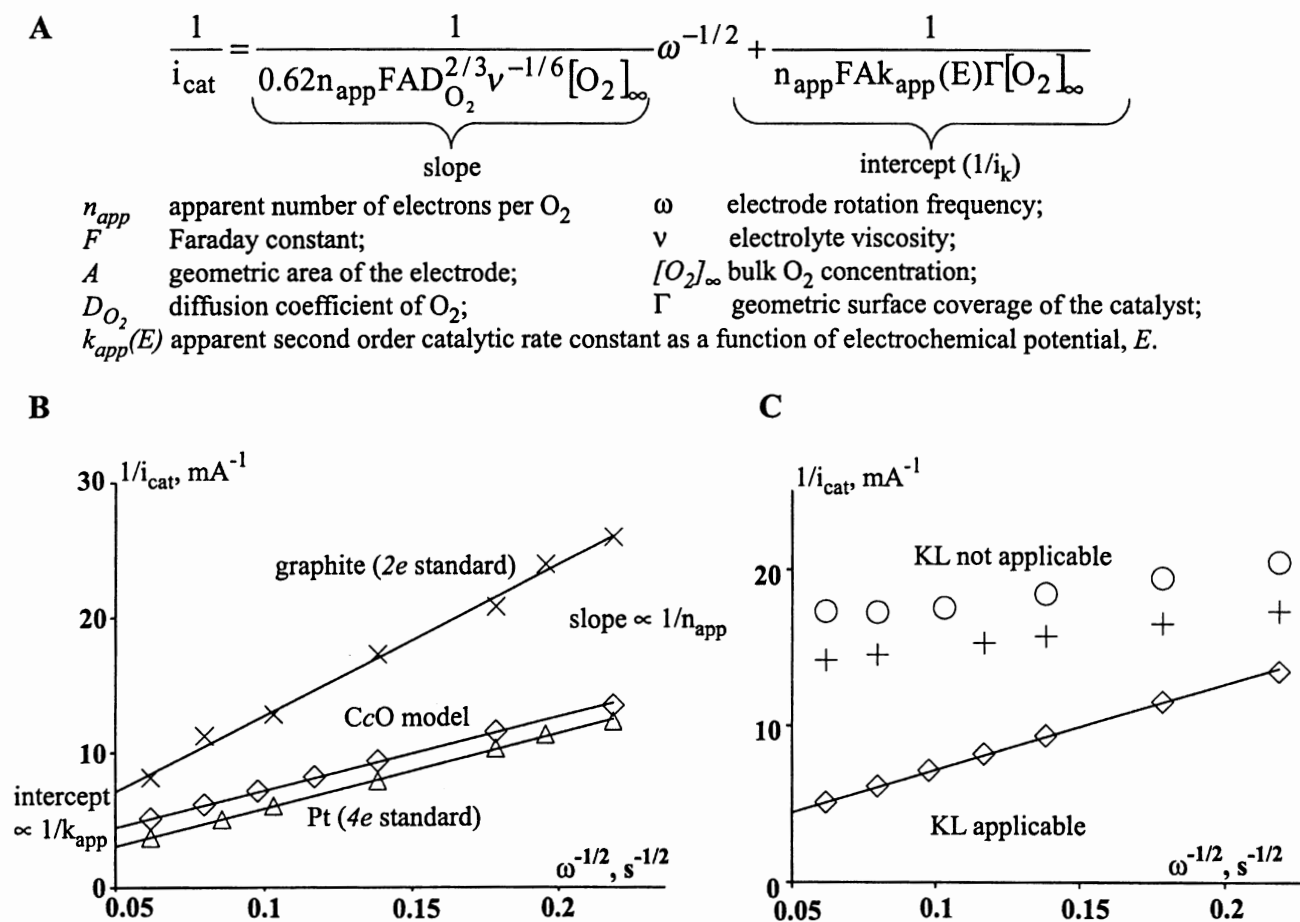 A
1/i_cat = 1/(0.62n_appFAD_O₂^(2/3)ν^(-1/6)[O₂]_∞) ω^(-1/2) + 1/(n_appFAk_app(E)Γ[O₂]_∞)
slope
intercept (1/i_k)
n_app apparent number of electrons per O₂
ω electrode rotation frequency;
F Faraday constant;
ν electrolyte viscosity;
A geometric area of the electrode;
[O₂]_∞ bulk O₂ concentration;
D_O₂ diffusion coefficient of O₂;
Γ geometric surface coverage of the catalyst;
k_app(E) apparent second order catalytic rate constant as a function of electrochemical potential, E.
B
1/i_cat, mA⁻¹
30
20
10
0
graphite (2e standard)
slope ∝ 1/n_app
CcO model
intercept
∝ 1/k_app
Pt (4e standard)
ω^(-1/2), s^(-1/2)
0.05 0.1 0.15 0.2
C
1/i_cat, mA⁻¹
20
10
0
KL not applicable
KL applicable
ω^(-1/2), s^(-1/2)
0.05 0.1 0.15 0.2